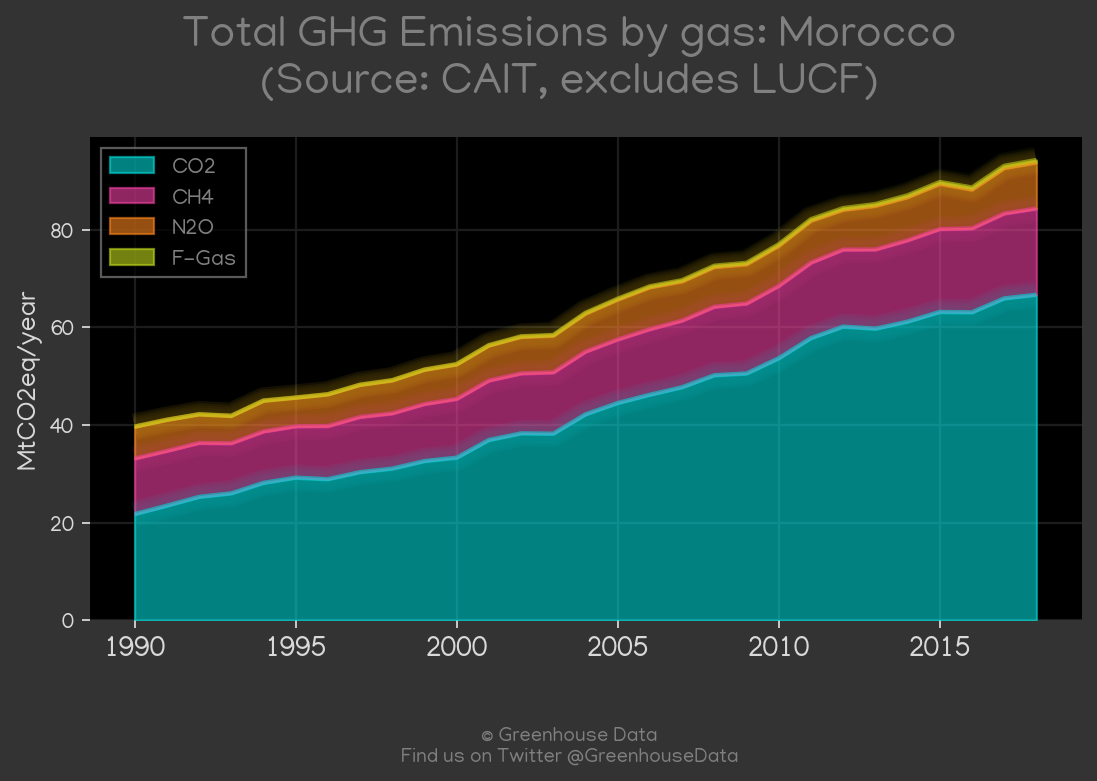 Total GHG Emissions by gas: Morocco
(Source: CAIT, excludes LUCF)
CO2
CH4
N2O
F-Gas
MtCO2eq/year
80
60
40
20
0
1990 1995 2000 2005 2010 2015
© Greenhouse Data
Find us on Twitter @GreenhouseData